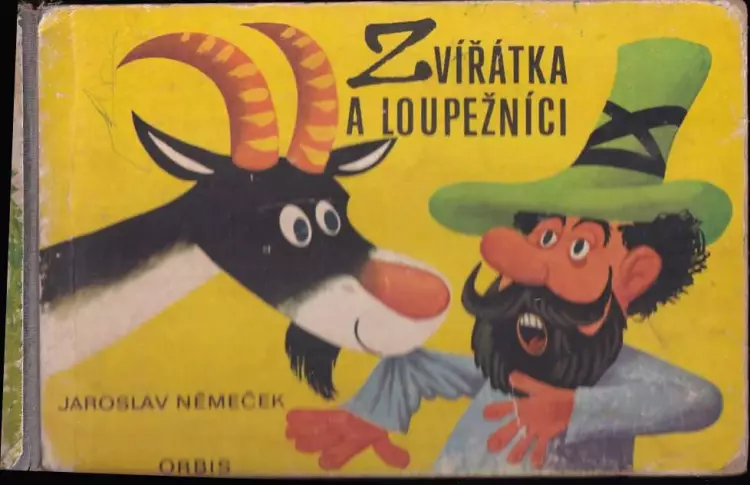 ZVÍŘÁTKA
A LOUPEŽNÍCI
JAROSLAV NĚMEČEK
ORBIS